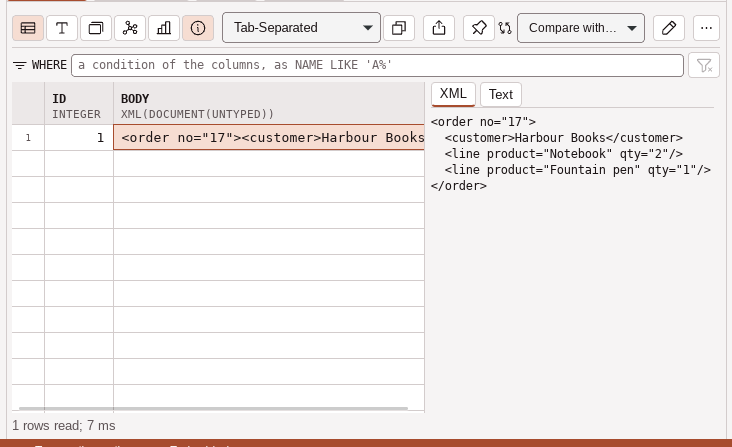 Tab-Separated
Compare with...
WHERE a condition of the columns, as NAME LIKE 'A%'
ID
INTEGER
BODY
XML(DOCUMENT(UNTYPED))
1 1 <order no="17"><customer>Harbour Books
XML Text
<order no="17">
<customer>Harbour Books</customer>
<line product="Notebook" qty="2"/>
<line product="Fountain pen" qty="1"/>
</order>
1 rows read; 7 ms